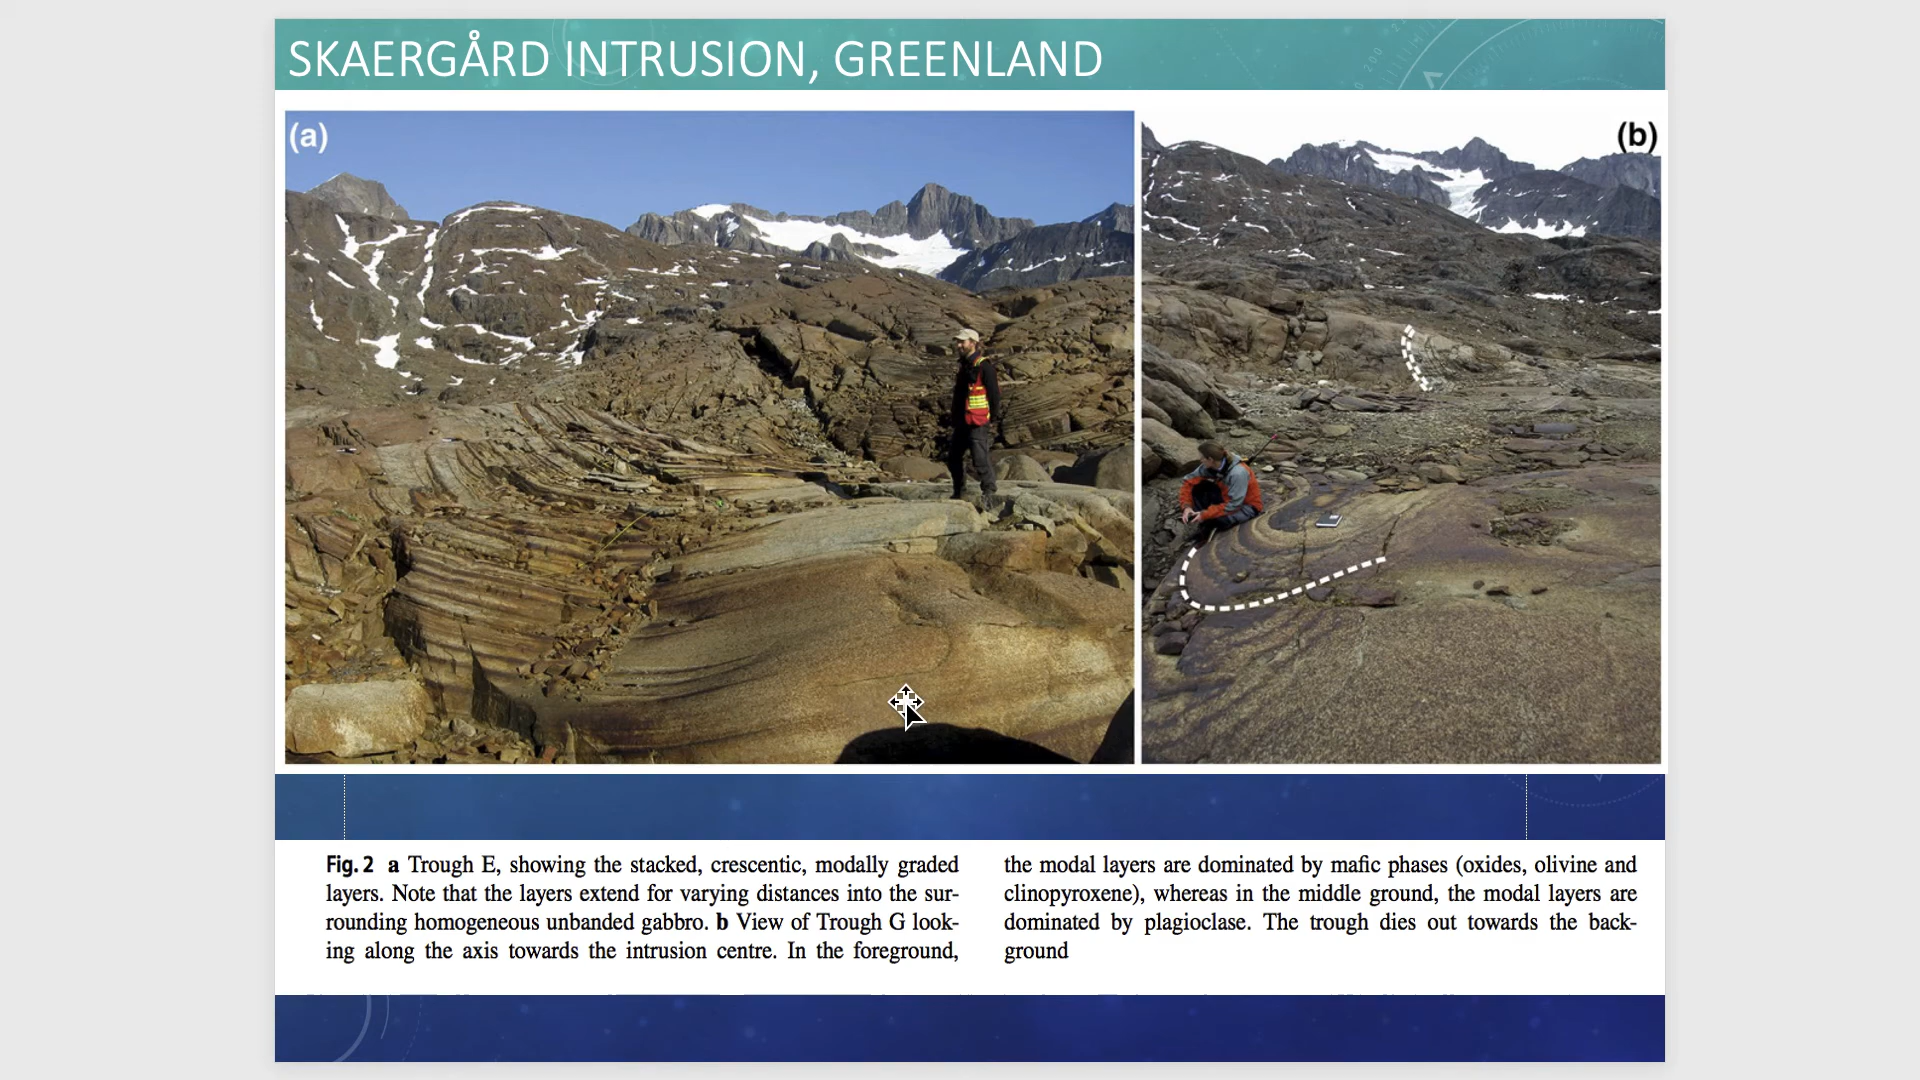 SKAERGÅRD INTRUSION, GREENLAND
(a)
(b)
Fig. 2 a Trough E, showing the stacked, crescentic, modally graded
layers. Note that the layers extend for varying distances into the sur-
rounding homogeneous unbanded gabbro. b View of Trough G look-
ing along the axis towards the intrusion centre. In the foreground,
the modal layers are dominated by mafic phases (oxides, olivine and
clinopyroxene), whereas in the middle ground, the modal layers are
dominated by plagioclase. The trough dies out towards the back-
ground